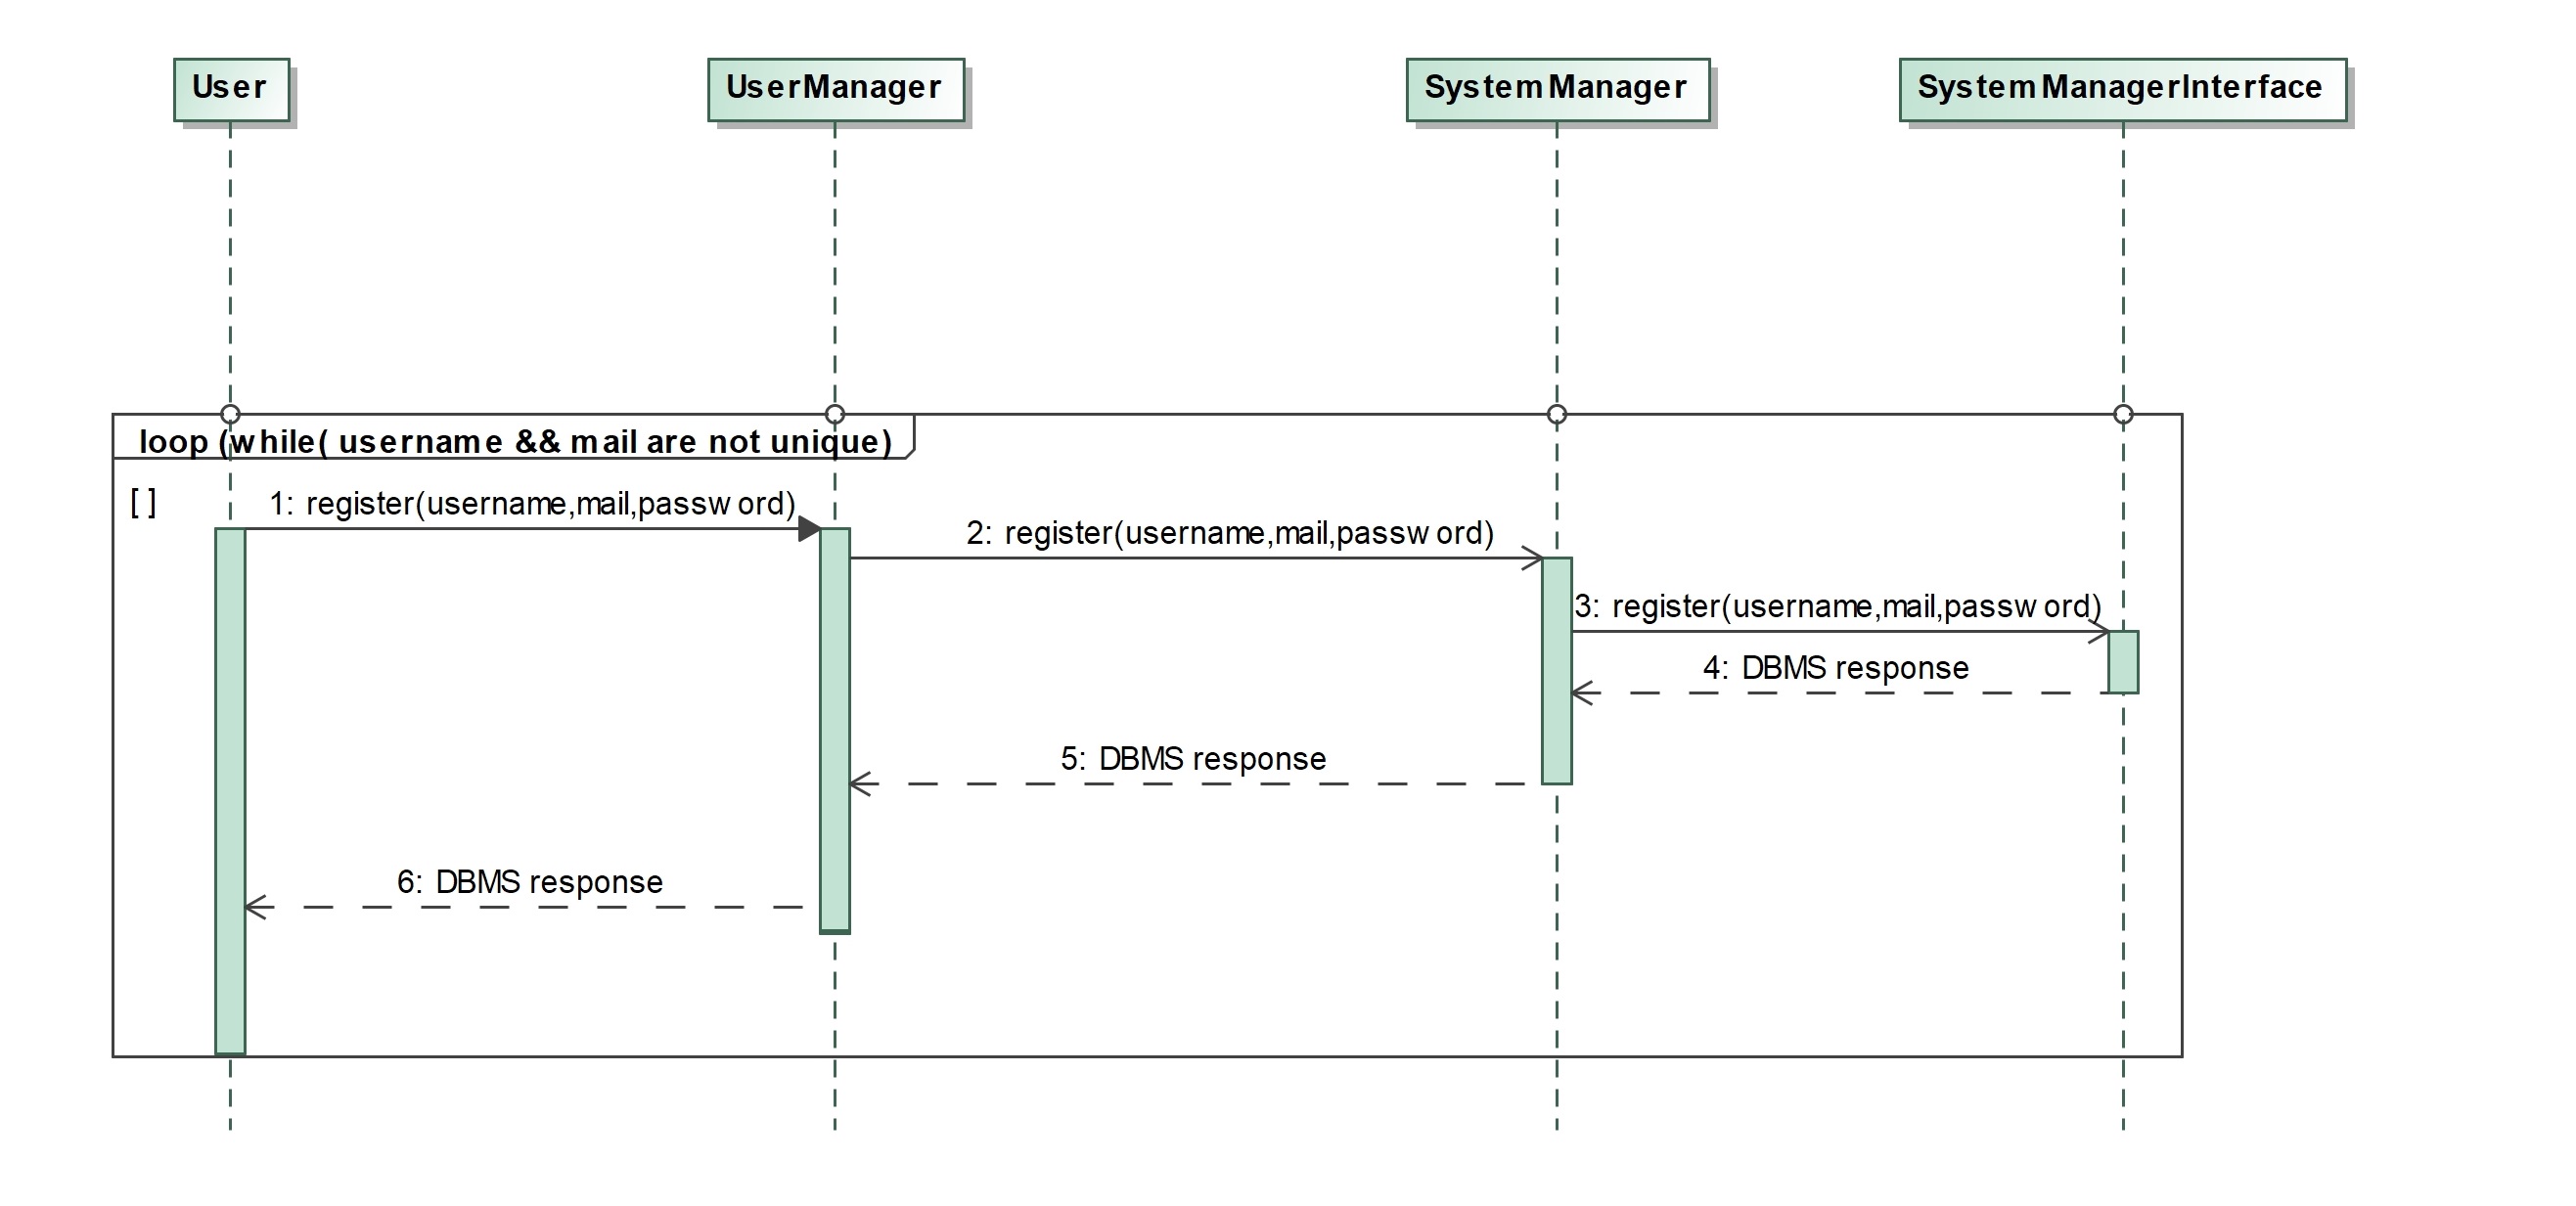 User
UserManager
SystemManager
SystemManagerInterface
loop (while( username && mail are not unique)
[ ]
1: register(username,mail,password)
2: register(username,mail,password)
3: register(username,mail,password)
4: DBMS response
5: DBMS response
6: DBMS response